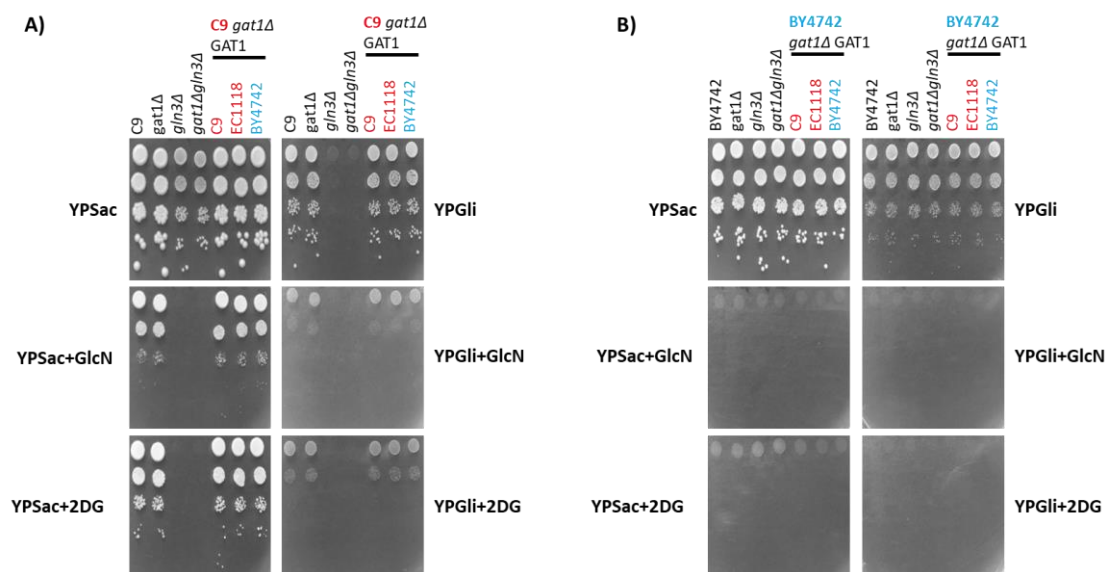 A)
C9 gat1Δ
GAT1
C9 gat1Δ
GAT1
C9
gat1Δ
gln3Δ
gat1Δgln3Δ
C9
EC1118
BY4742
C9
gat1Δ
gln3Δ
gat1Δgln3Δ
C9
EC1118
BY4742
YPSac
YPGli
YPSac+GlcN
YPGli+GlcN
YPSac+2DG
YPGli+2DG
B)
BY4742
gat1Δ GAT1
BY4742
gat1Δ GAT1
BY4742
gat1Δ
gln3Δ
gat1Δgln3Δ
C9
EC1118
BY4742
BY4742
gat1Δ
gln3Δ
gat1Δgln3Δ
C9
EC1118
BY4742
YPSac
YPGli
YPSac+GlcN
YPGli+GlcN
YPSac+2DG
YPGli+2DG